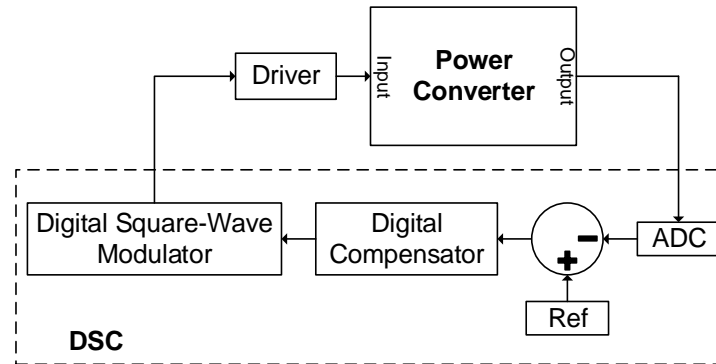 Power
Converter
Input
Output
Driver
Digital Square-Wave
Modulator
Digital
Compensator
ADC
Ref
DSC